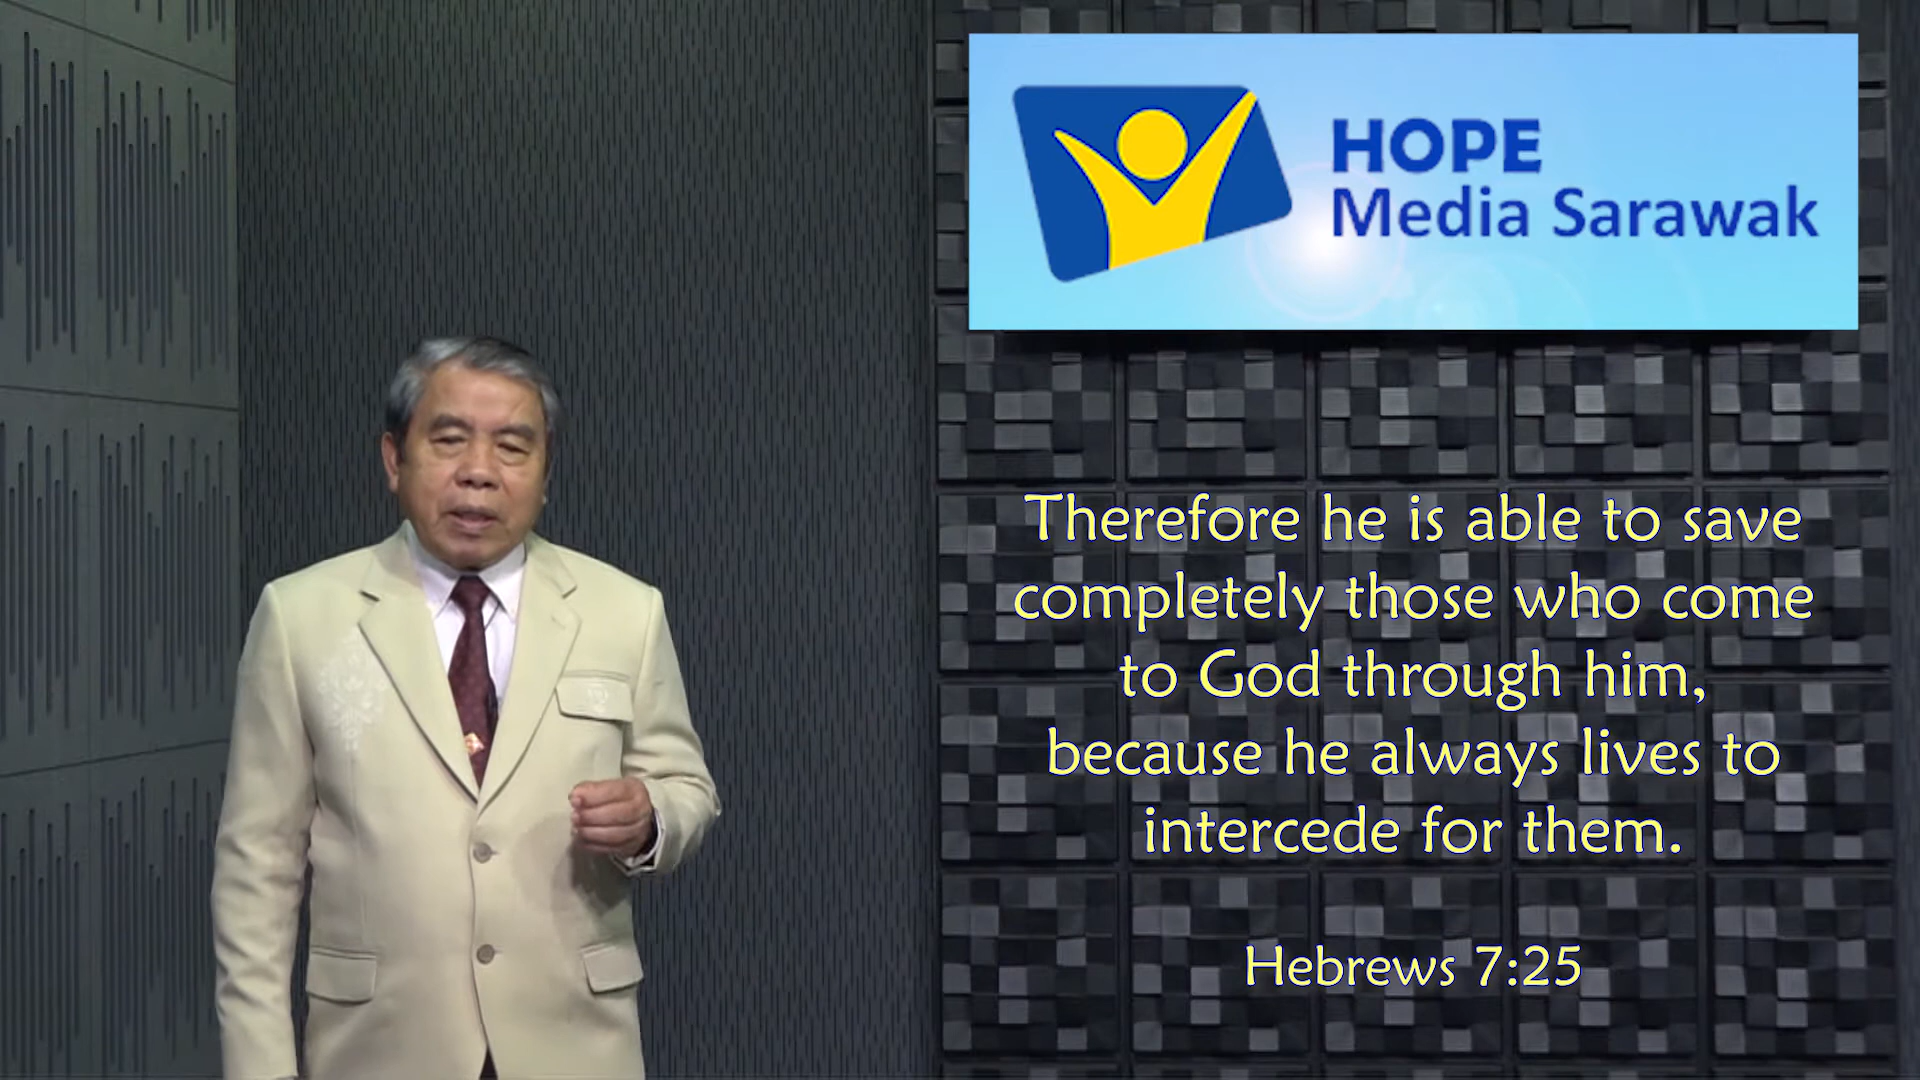 HOPE
Media Sarawak
Therefore he is able to save
completely those who come
to God through him,
because he always lives to
intercede for them.
Hebrews 7:25